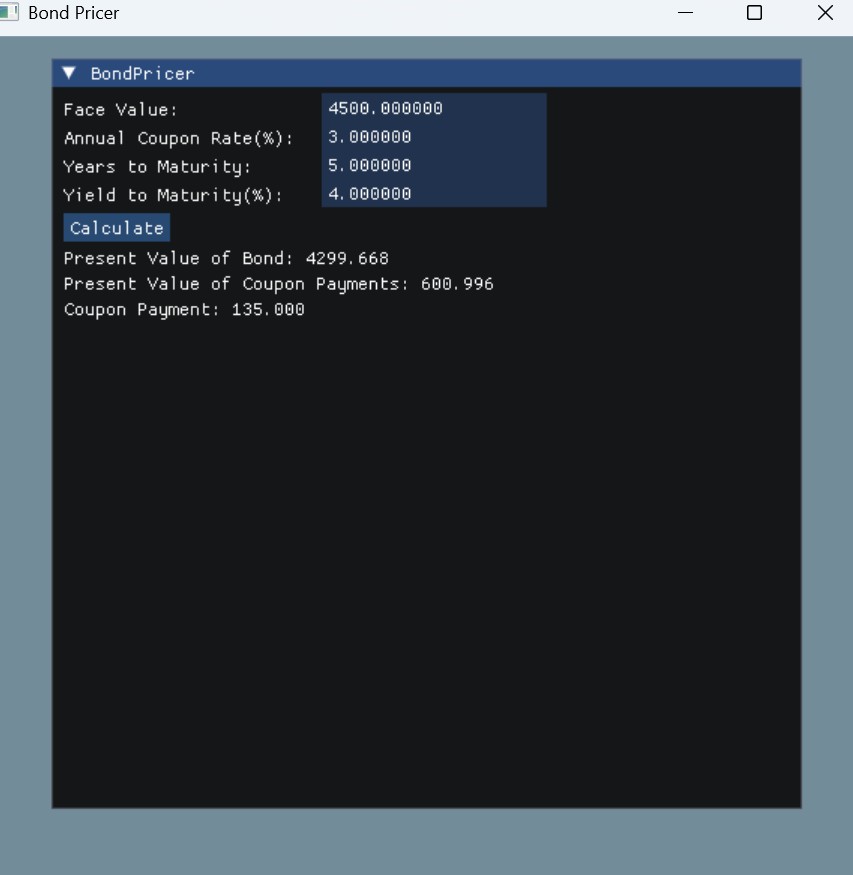 Bond Pricer
BondPricer
Face Value: 4500.000000
Annual Coupon Rate(%): 3.000000
Years to Maturity: 5.000000
Yield to Maturity(%): 4.000000
Calculate
Present Value of Bond: 4299.668
Present Value of Coupon Payments: 600.996
Coupon Payment: 135.000